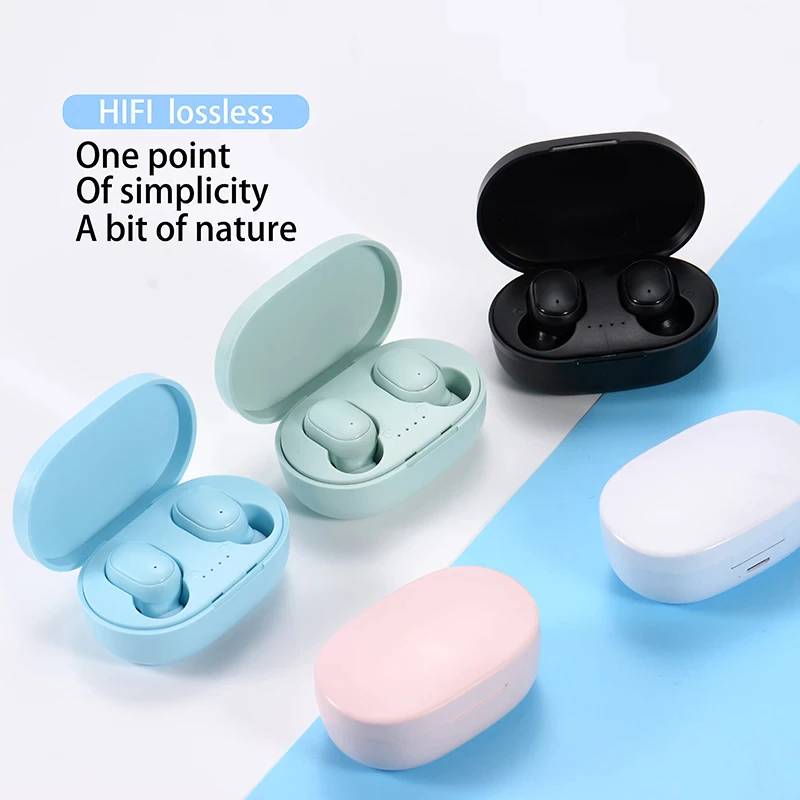 HIFI lossless
One point
Of simplicity
A bit of nature